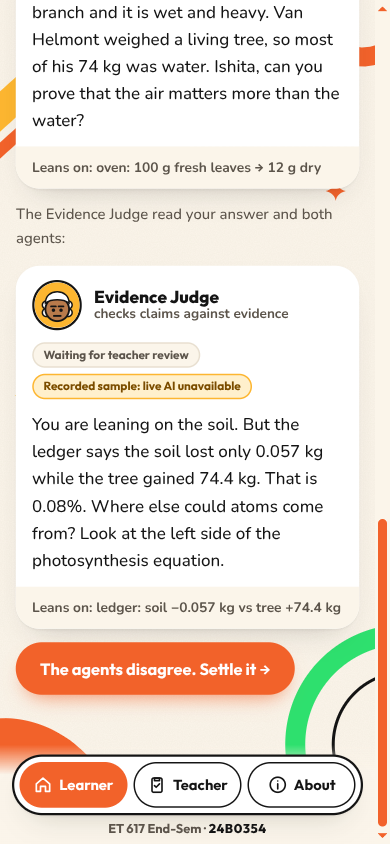 branch and it is wet and heavy. Van
Helmont weighed a living tree, so most
of his 74 kg was water. Ishita, can you
prove that the air matters more than the
water?
Leans on: oven: 100 g fresh leaves → 12 g dry
The Evidence Judge read your answer and both
agents:
Evidence Judge
checks claims against evidence
Waiting for teacher review
Recorded sample: live AI unavailable
You are leaning on the soil. But the
ledger says the soil lost only 0.057 kg
while the tree gained 74.4 kg. That is
0.08%. Where else could atoms come
from? Look at the left side of the
photosynthesis equation.
Leans on: ledger: soil −0.057 kg vs tree +74.4 kg
The agents disagree. Settle it →
Learner
Teacher
About
ET 617 End-Sem · 24B0354